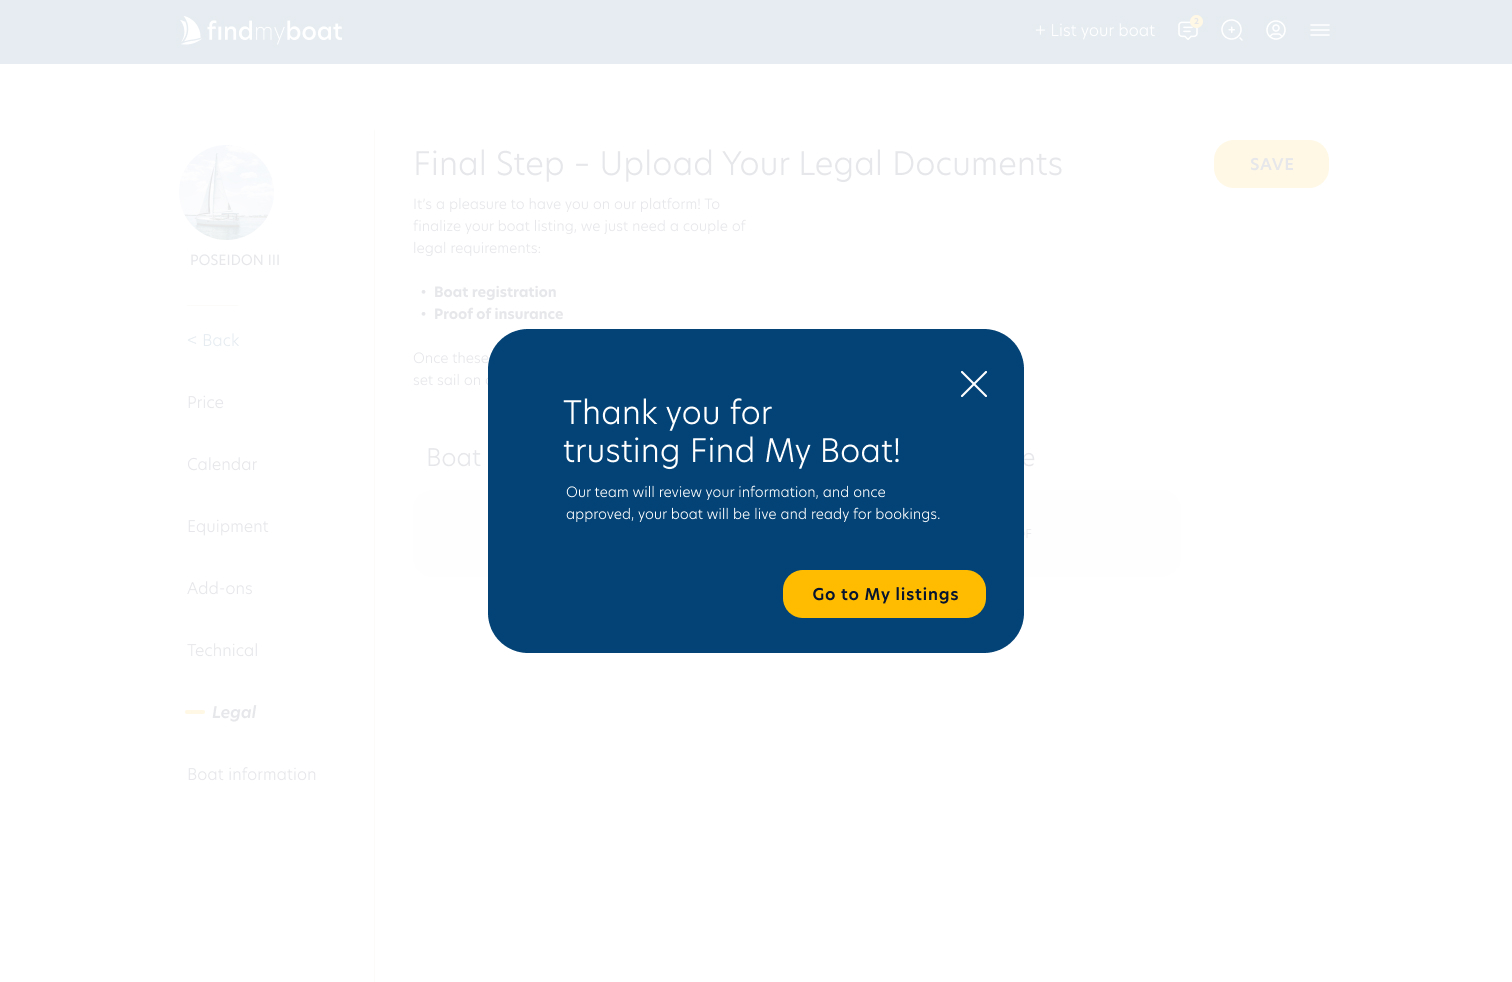 findmyboat
+ List your boat
2
Final Step – Upload Your Legal Documents
SAVE
It's a pleasure to have you on our platform! To
finalize your boat listing, we just need a couple of
legal requirements:
POSEIDON III
• Boat registration
• Proof of insurance
< Back
Once these
set sail on
Price
Calendar
Equipment
Add-ons
Technical
Legal
Boat information
Boat
Thank you for
trusting Find My Boat!
Our team will review your information, and once
approved, your boat will be live and ready for bookings.
Go to My listings